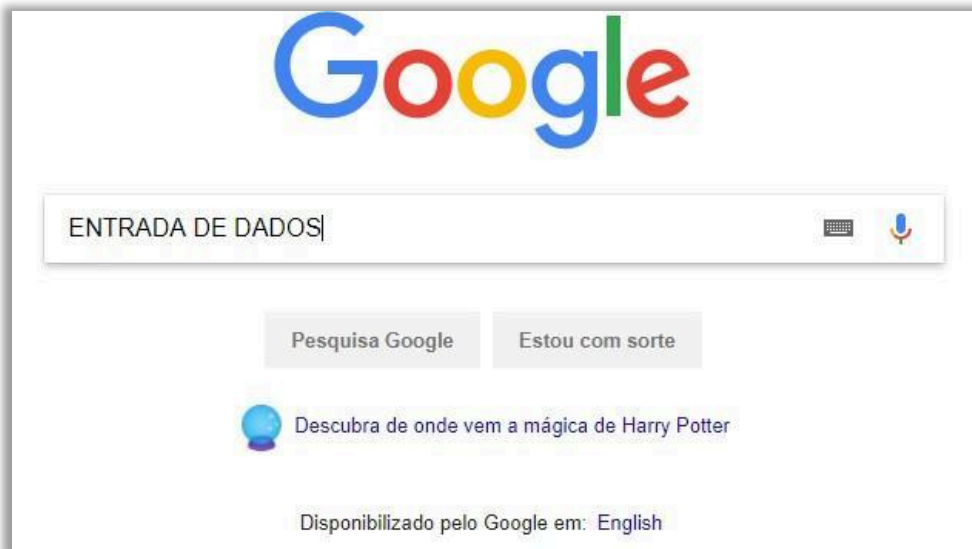 Google
ENTRADA DE DADOS
Pesquisa Google Estou com sorte
Descubra de onde vem a mágica de Harry Potter
Disponibilizado pelo Google em: English